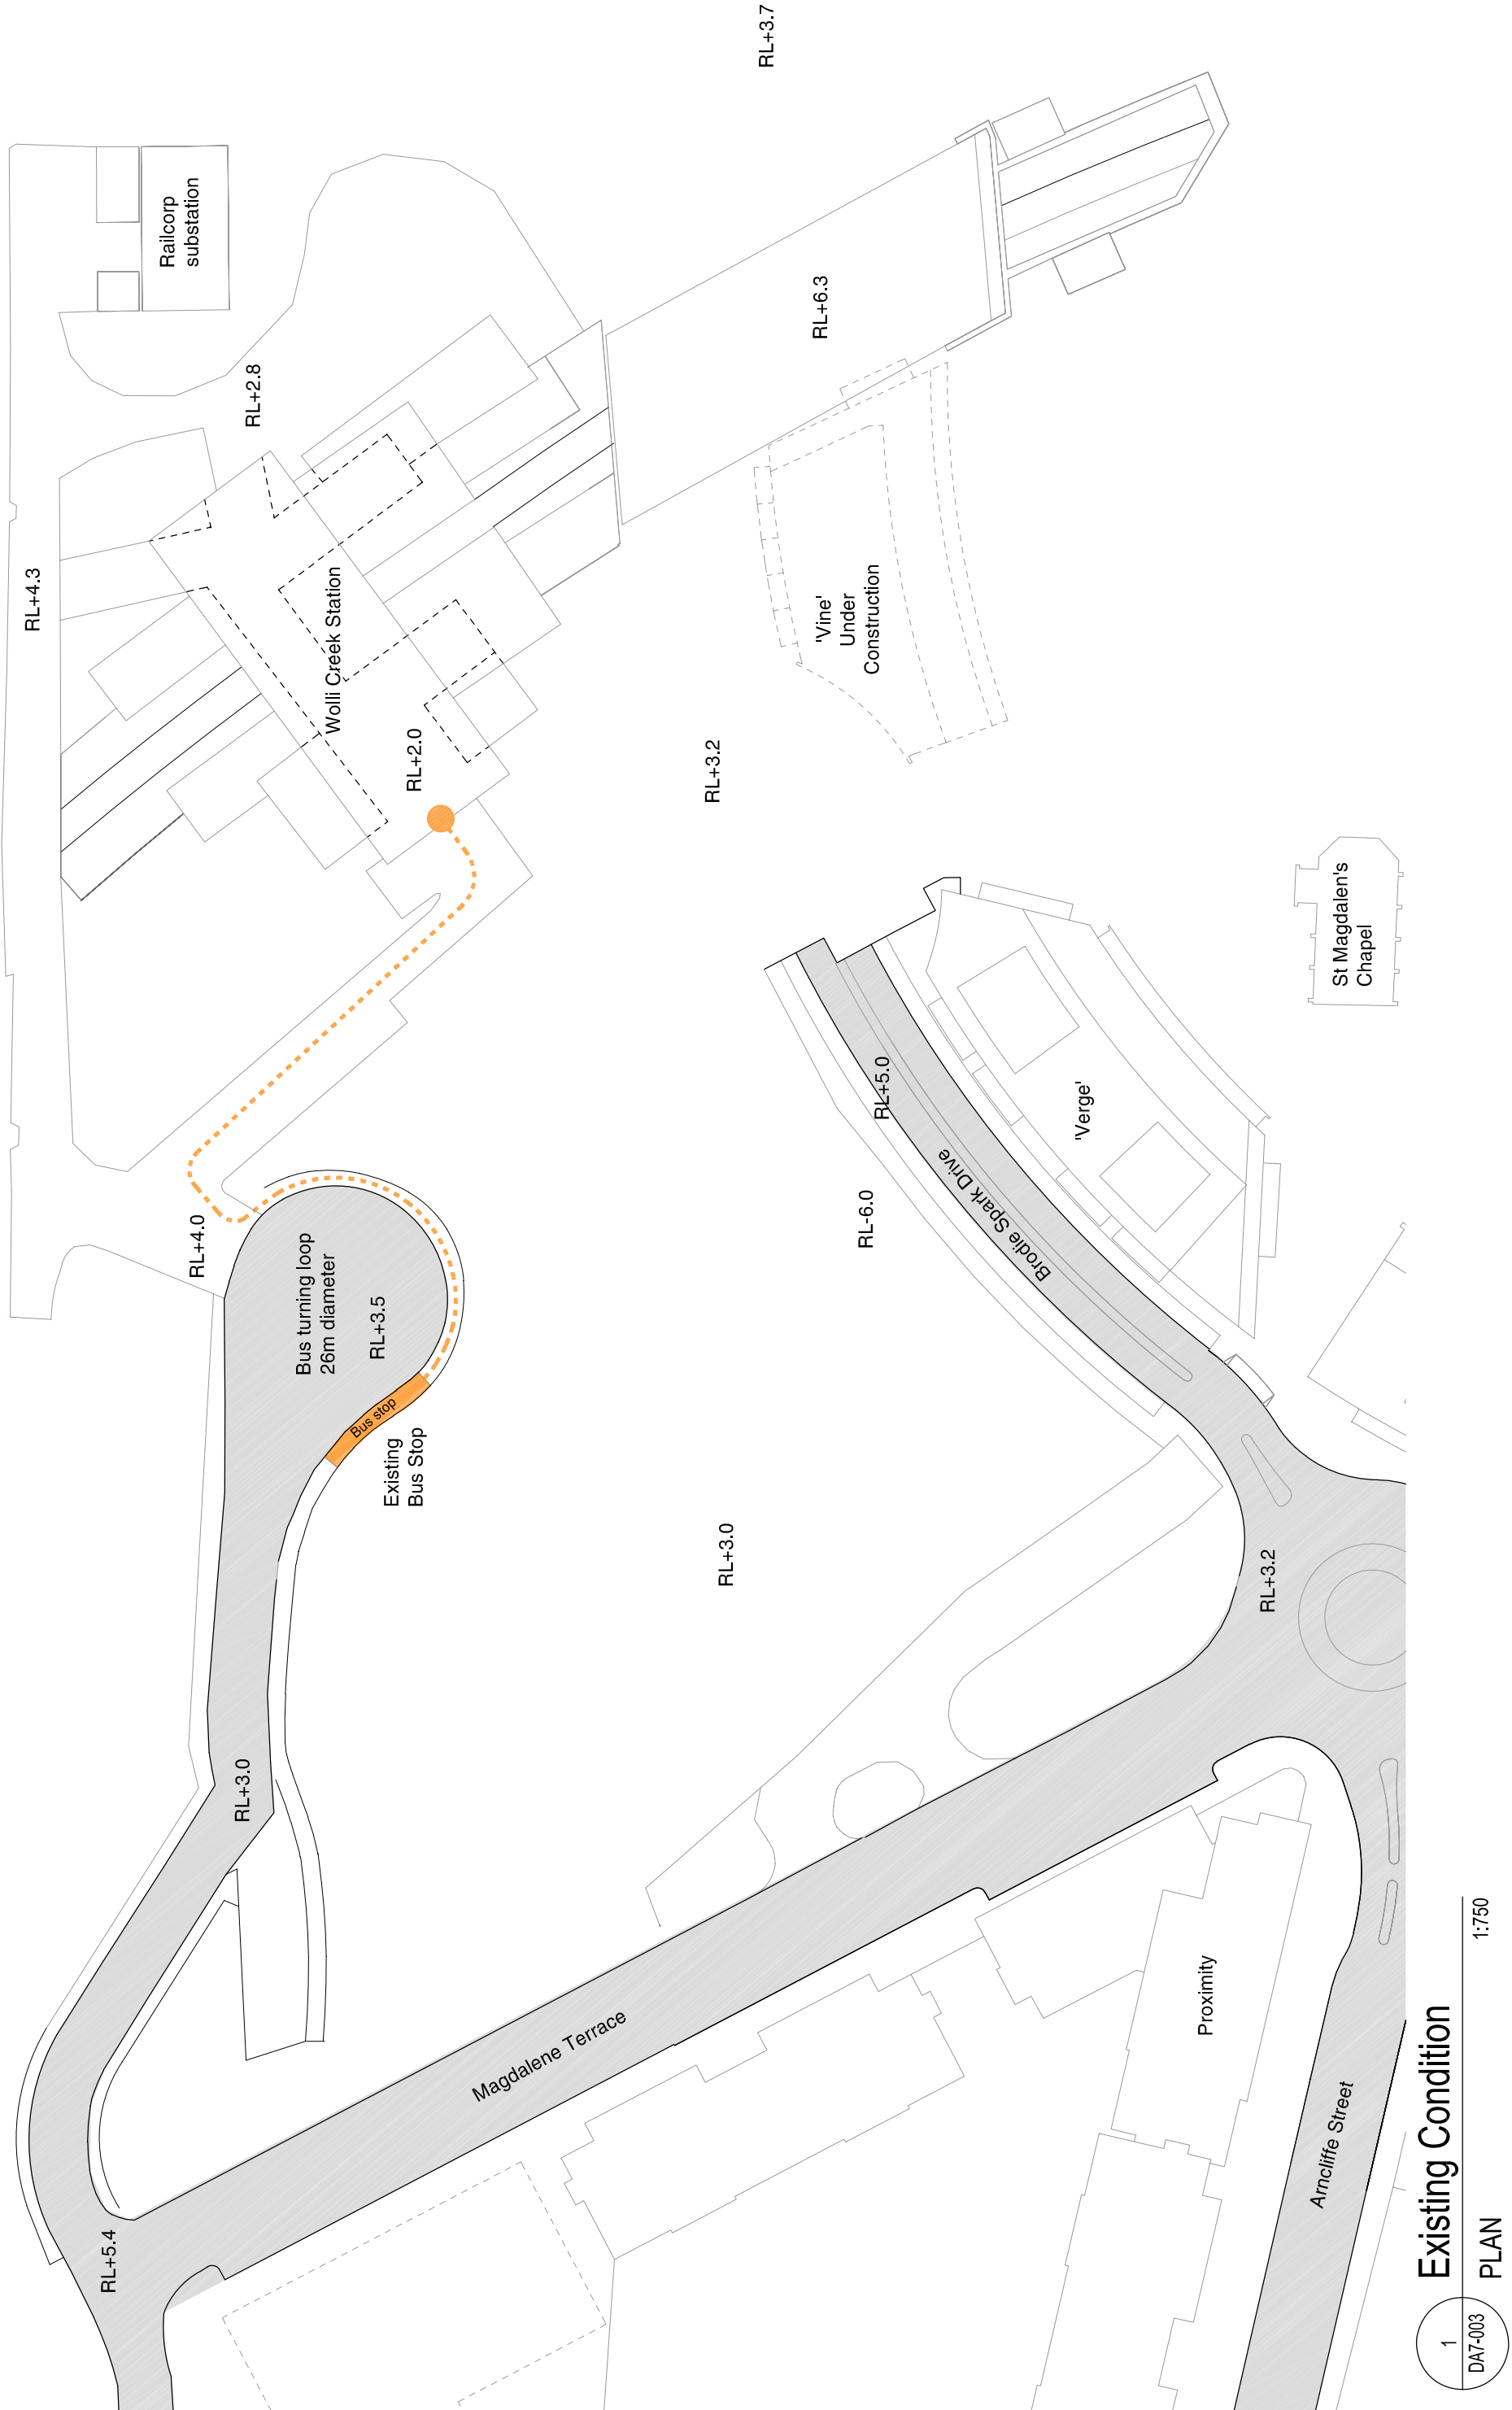 RL+3.7
Railcorp
substation
RL+2.8
RL+4.3
RL+6.3
Wolli Creek Station
'Vine'
Under
Construction
RL+2.0
RL+3.2
St Magdalen's
Chapel
RL+5.0
'Verge'
Brodie Spark Drive
RL-6.0
RL+4.0
Bus turning loop
26m diameter
RL+3.5
Bus stop
Existing
Bus Stop
RL+3.0
RL+3.2
RL+3.0
Magdalene Terrace
Proximity
Arncliffe Street
RL+5.4
1
DA7-003
Existing Condition
PLAN
1:750